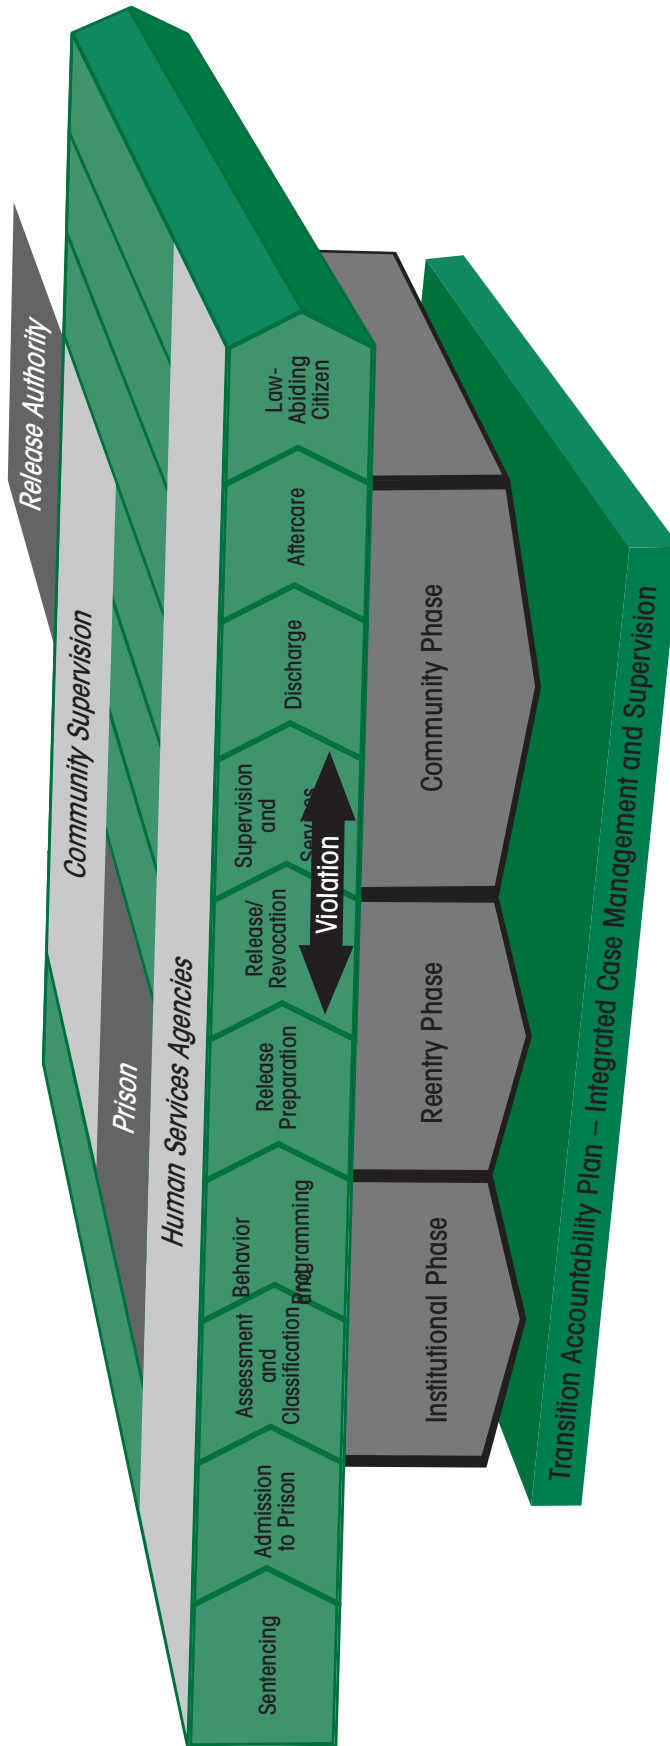 Release Authority
Community Supervision
Prison
Human Services Agencies
Sentencing
Admission
to Prison
Assessment
and
Classification
Behavior
and
Programming
Release
Preparation
Release/
Revocation
Supervision
and
Services
Discharge
Aftercare
Law-
Abiding
Citizen
Violation
Institutional Phase
Reentry Phase
Community Phase
Transition Accountability Plan – Integrated Case Management and Supervision